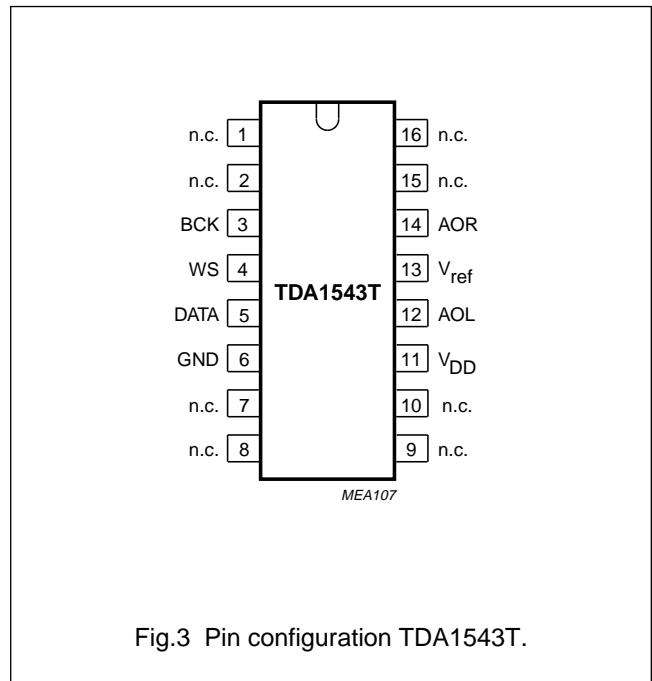 n.c. 1 16 n.c.
n.c. 2 15 n.c.
BCK 3 14 AOR
WS 4 13 Vref
TDA1543T
DATA 5 12 AOL
GND 6 11 VDD
n.c. 7 10 n.c.
n.c. 8 9 n.c.
MEA107
Fig.3 Pin configuration TDA1543T.